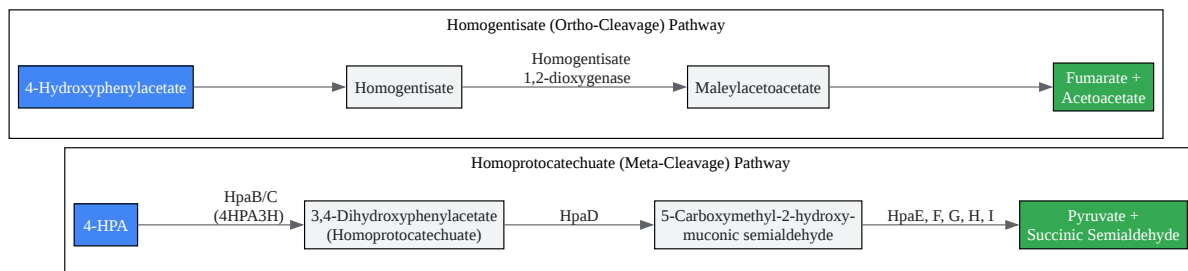 Homogentisate (Ortho-Cleavage) Pathway
4-Hydroxyphenylacetate
Homogentisate
Homogentisate
1,2-dioxygenase
Maleylacetoacetate
Fumarate +
Acetoacetate
Homoprotocatechuate (Meta-Cleavage) Pathway
4-HPA
HpaB/C
(4HPA3H)
3,4-Dihydroxyphenylacetate
(Homoprotocatechuate)
HpaD
5-Carboxymethyl-2-hydroxy-
muconic semialdehyde
HpaE, F, G, H, I
Pyruvate +
Succinic Semialdehyde